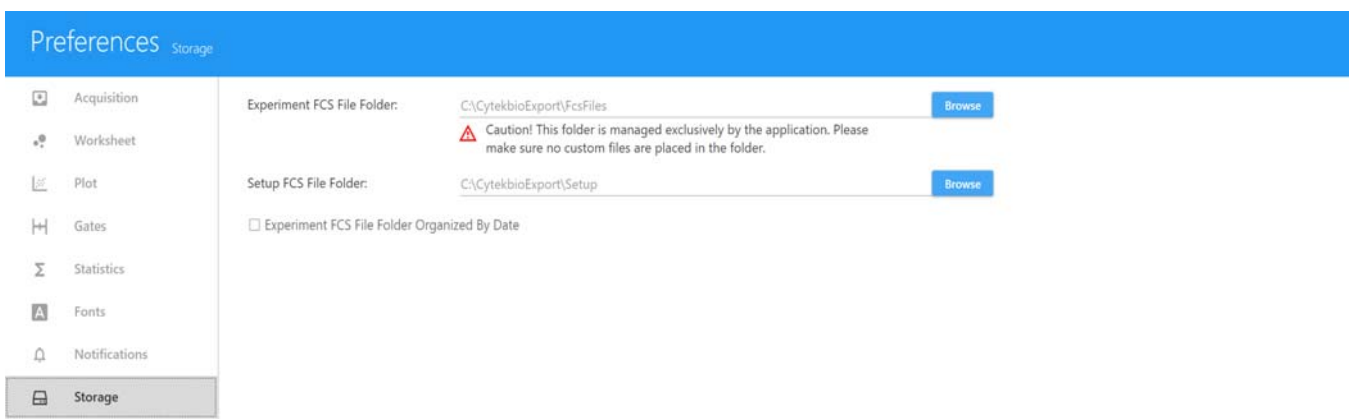 Preferences Storage
Acquisition
Worksheet
Plot
Gates
Statistics
A Fonts
Notifications
Storage
Experiment FCS File Folder: C:\CytekbioExport\FcsFiles Browse
Caution! This folder is managed exclusively by the application. Please
make sure no custom files are placed in the folder.
Setup FCS File Folder: C:\CytekbioExport\Setup Browse
Experiment FCS File Folder Organized By Date